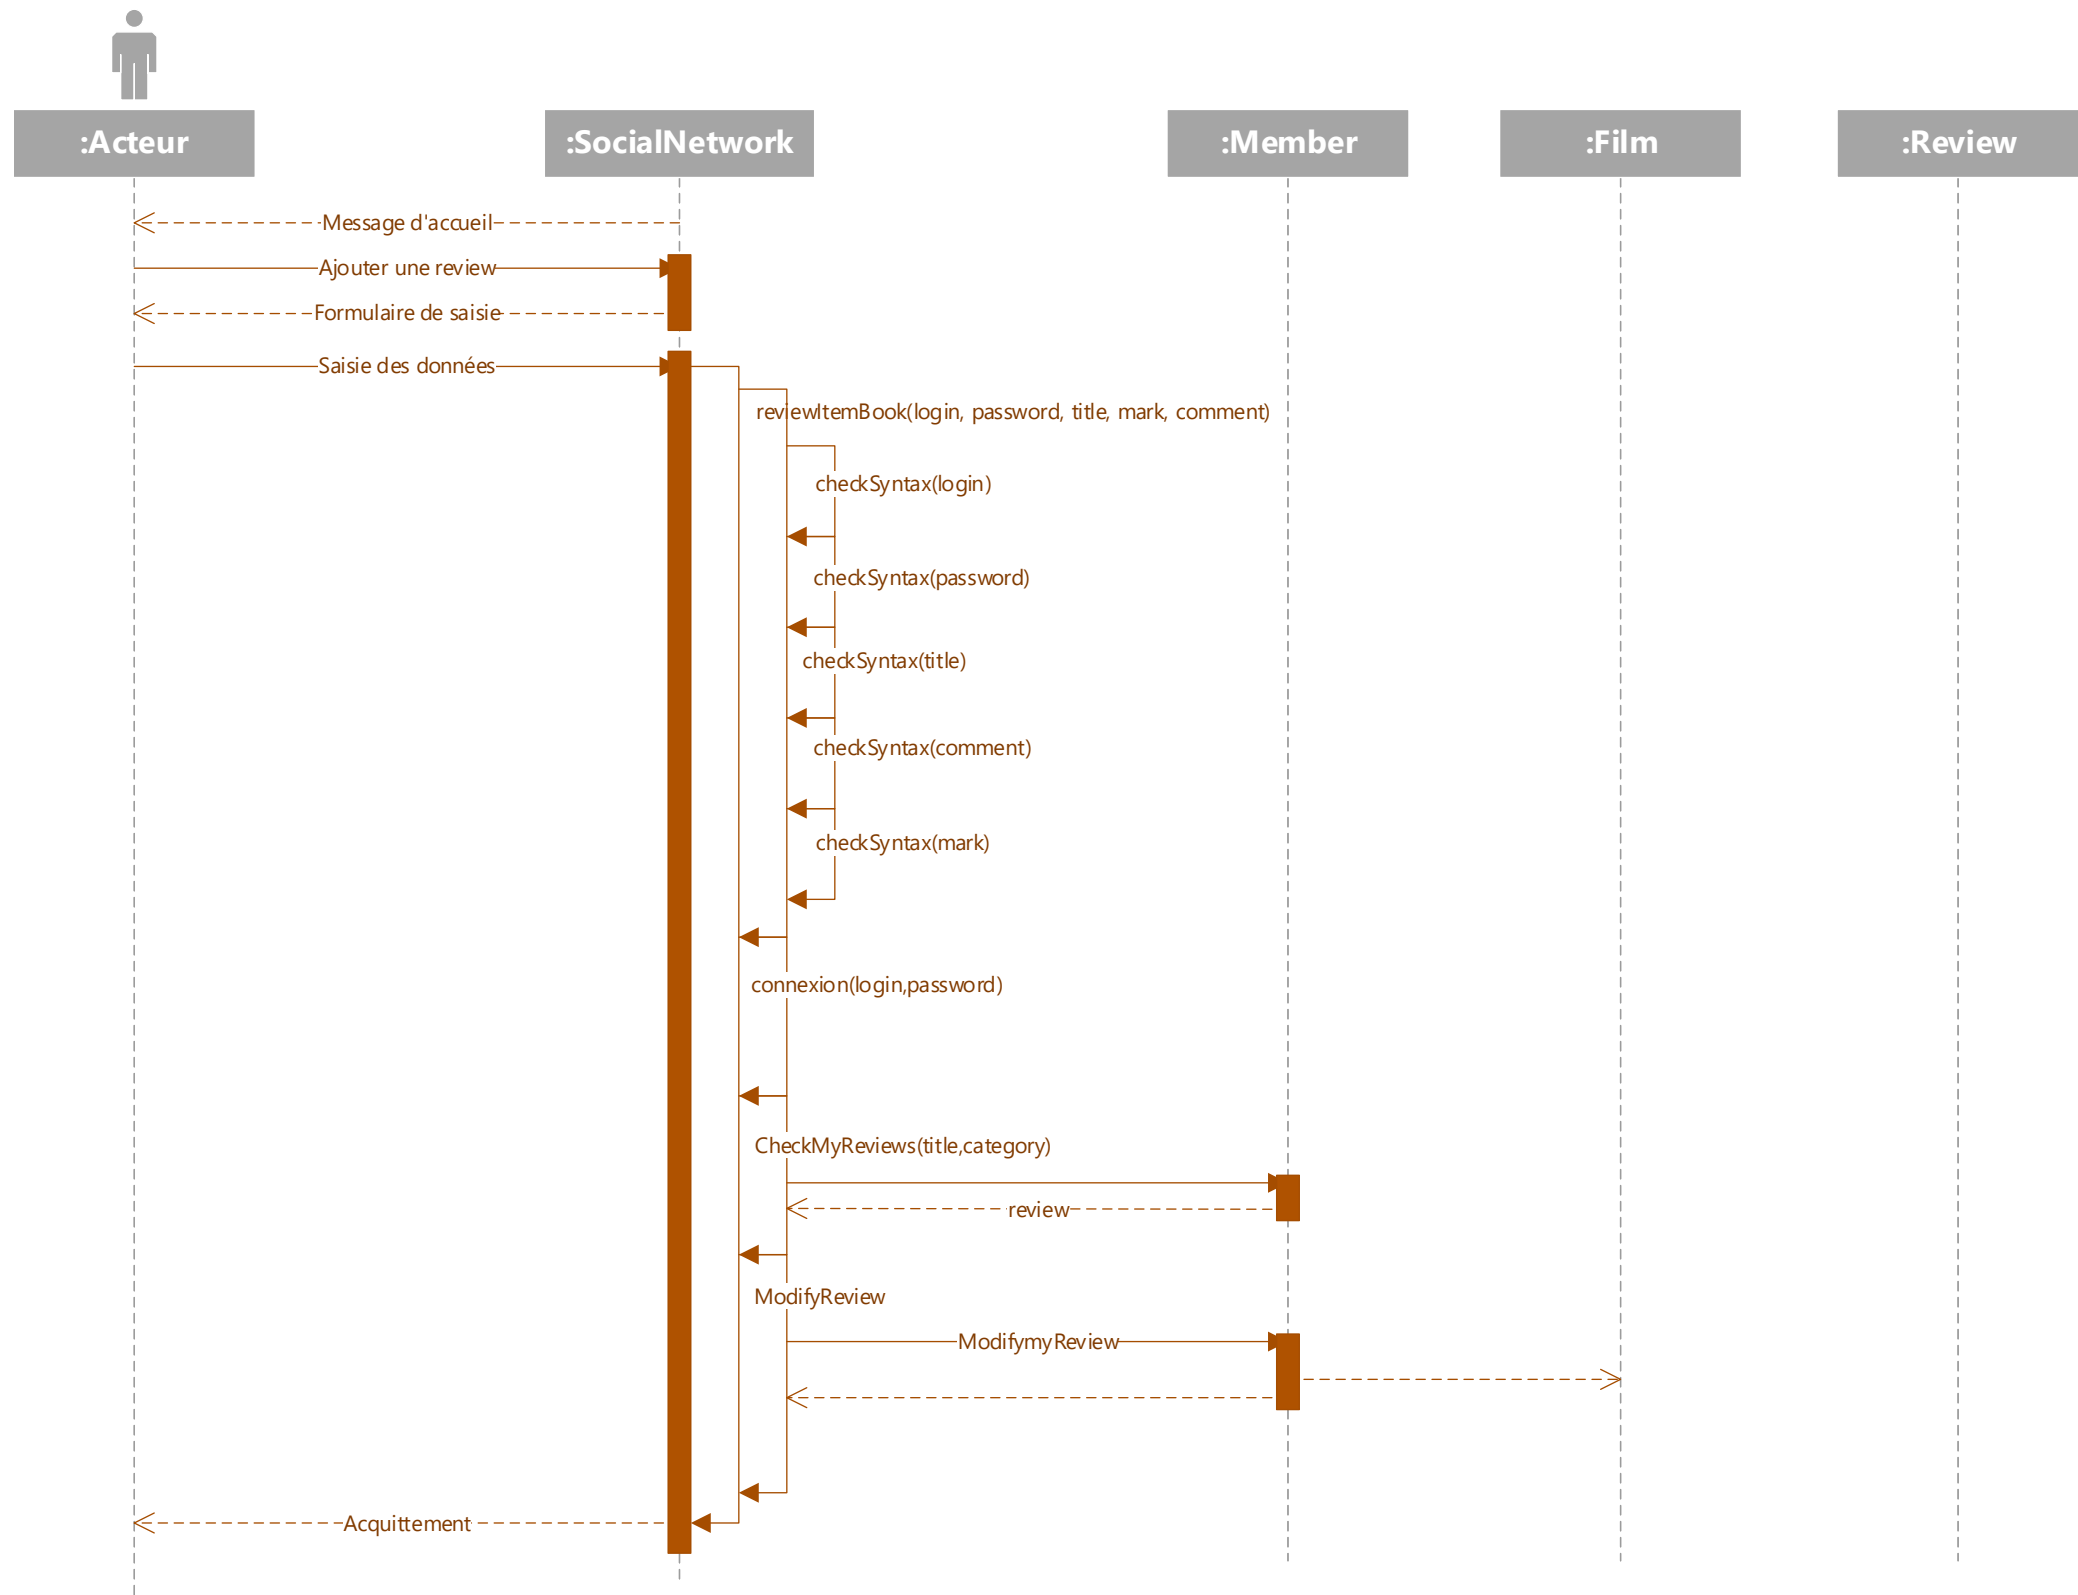 :Acteur
:SocialNetwork
:Member
:Film
:Review
Message d'accueil
Ajouter une review
Formulaire de saisie
Saisie des données
reviewItemBook(login, password, title, mark, comment)
checkSyntax(login)
checkSyntax(password)
checkSyntax(title)
checkSyntax(comment)
checkSyntax(mark)
connexion(login,password)
CheckMyReviews(title,category)
review
ModifyReview
ModifymyReview
Acquittement